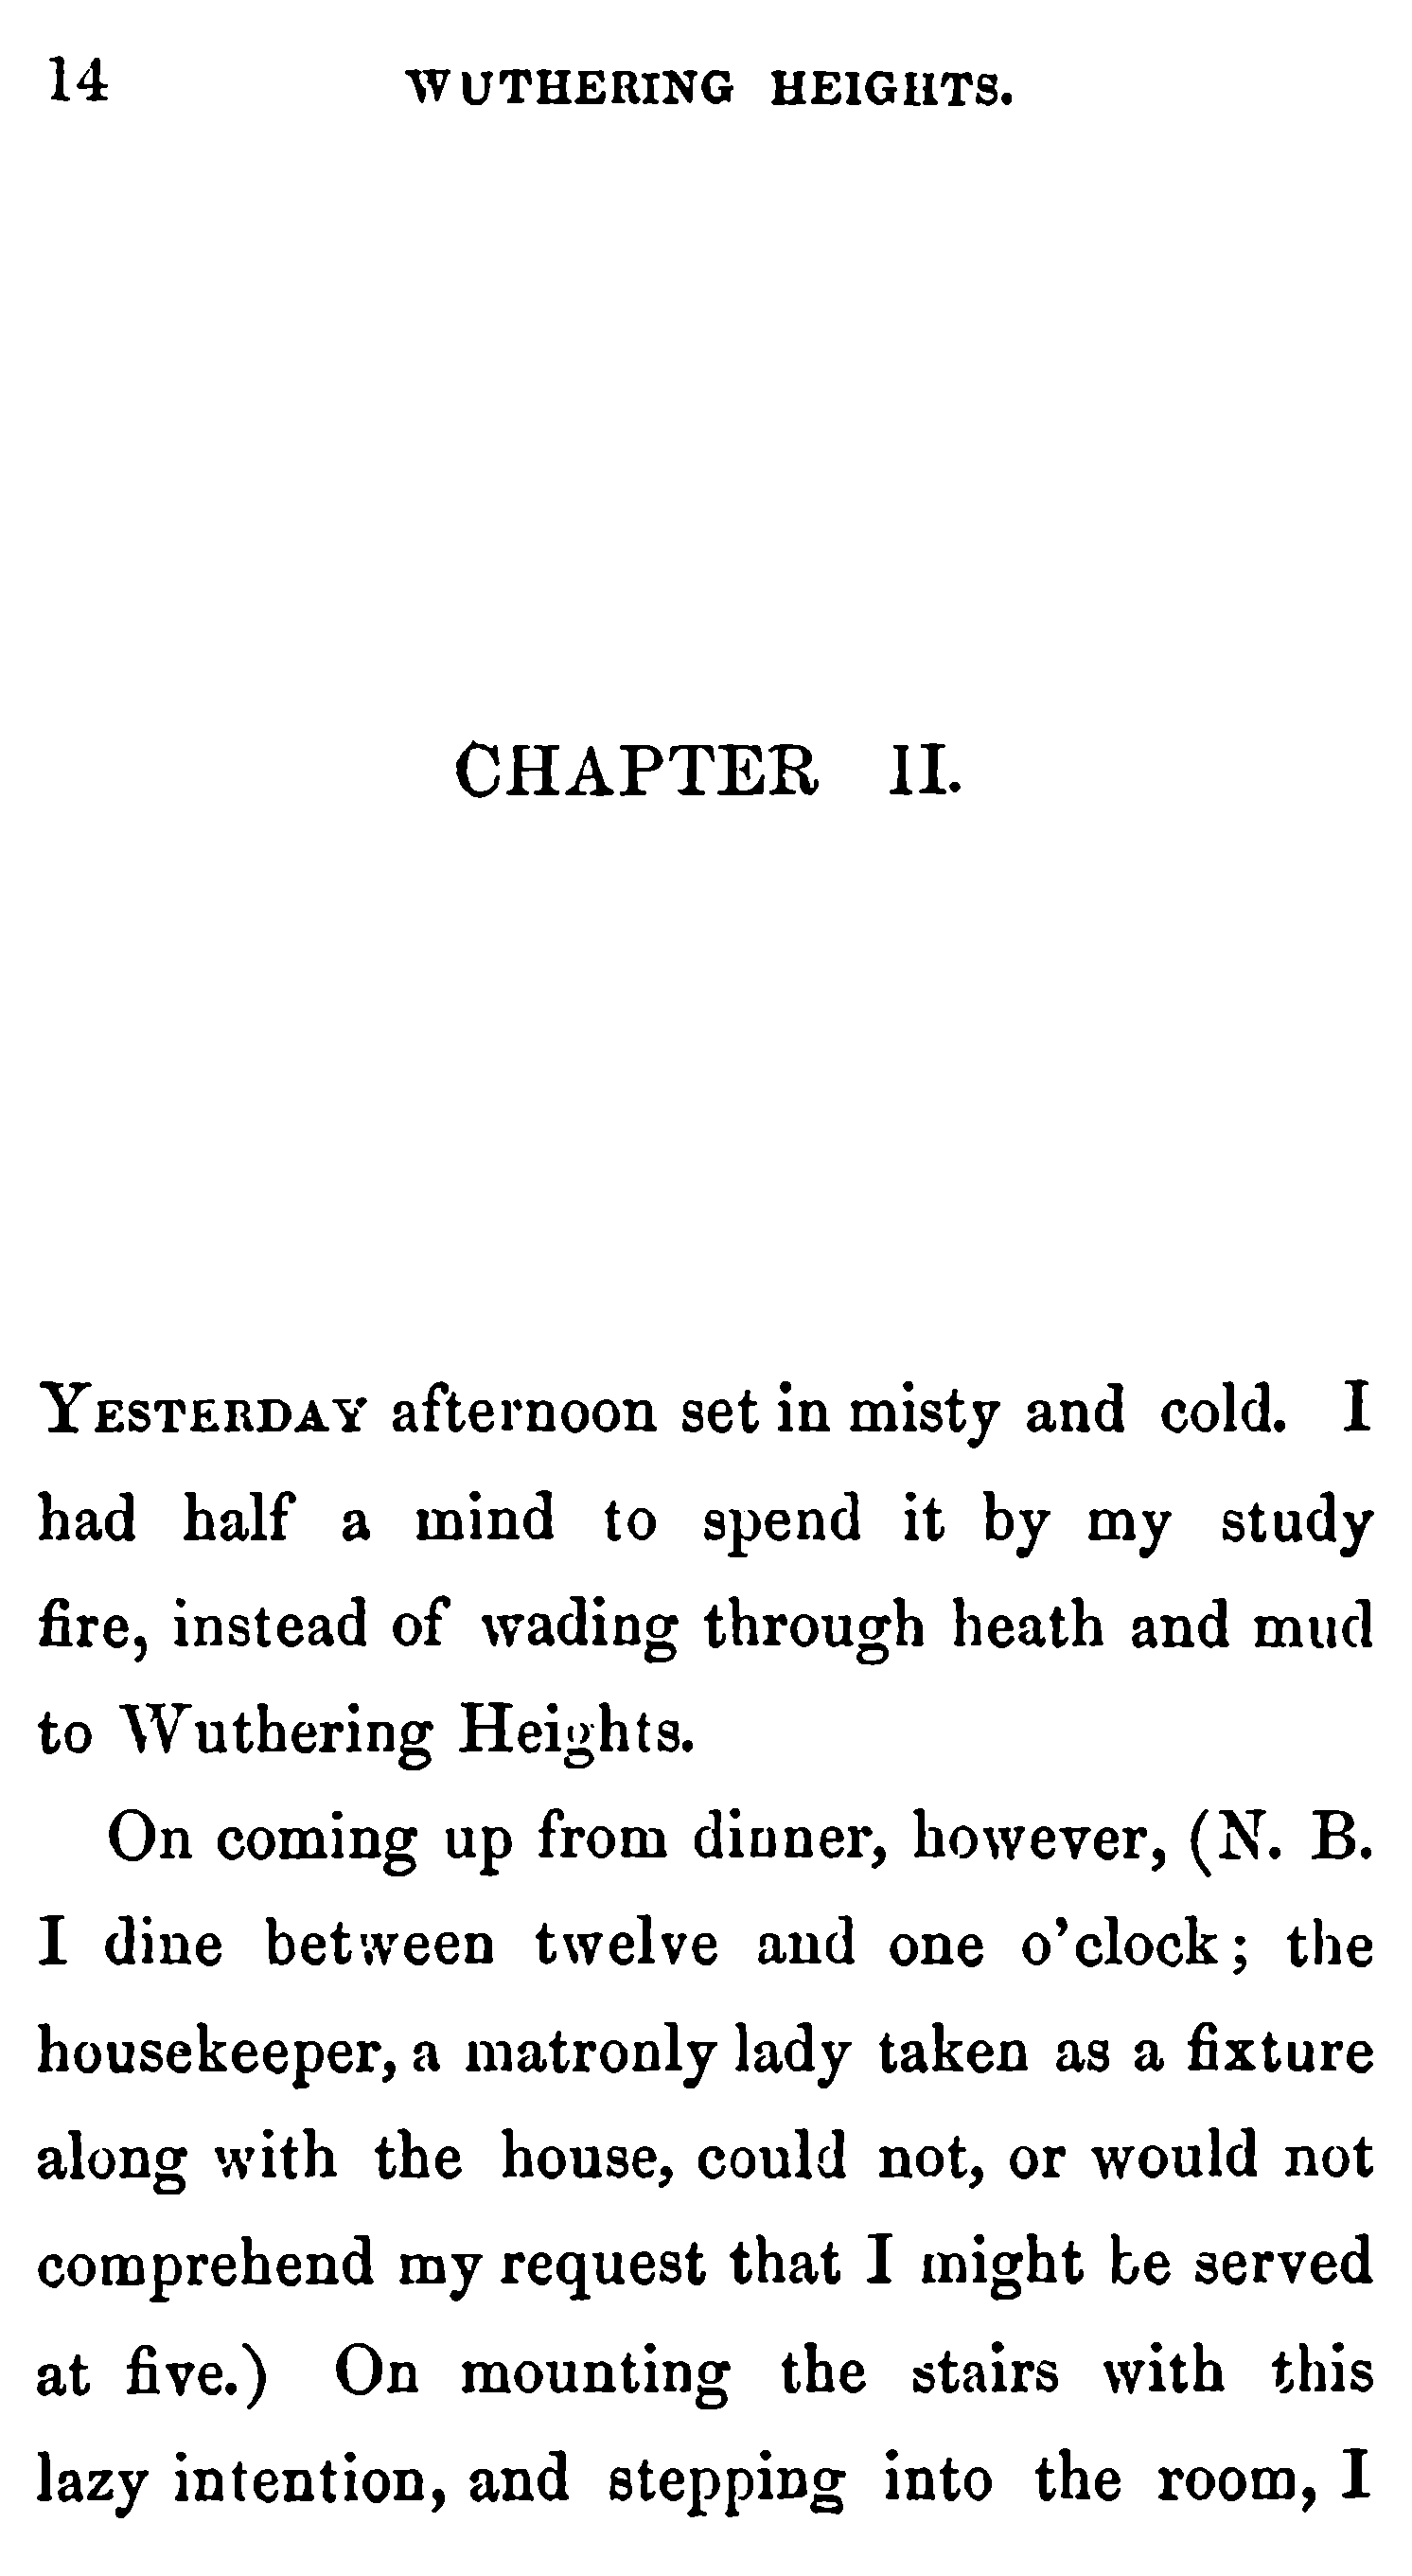 14 WUTHERING HEIGHTS.
CHAPTER II.
YESTERDAY afternoon set in misty and cold. I
had half a mind to spend it by my study
fire, instead of wading through heath and mud
to Wuthering Heights.
On coming up from dinner, however, (N. B.
I dine between twelve and one o'clock; the
housekeeper, a matronly lady taken as a fixture
along with the house, could not, or would not
comprehend my request that I might be served
at five.) On mounting the stairs with this
lazy intention, and stepping into the room, I